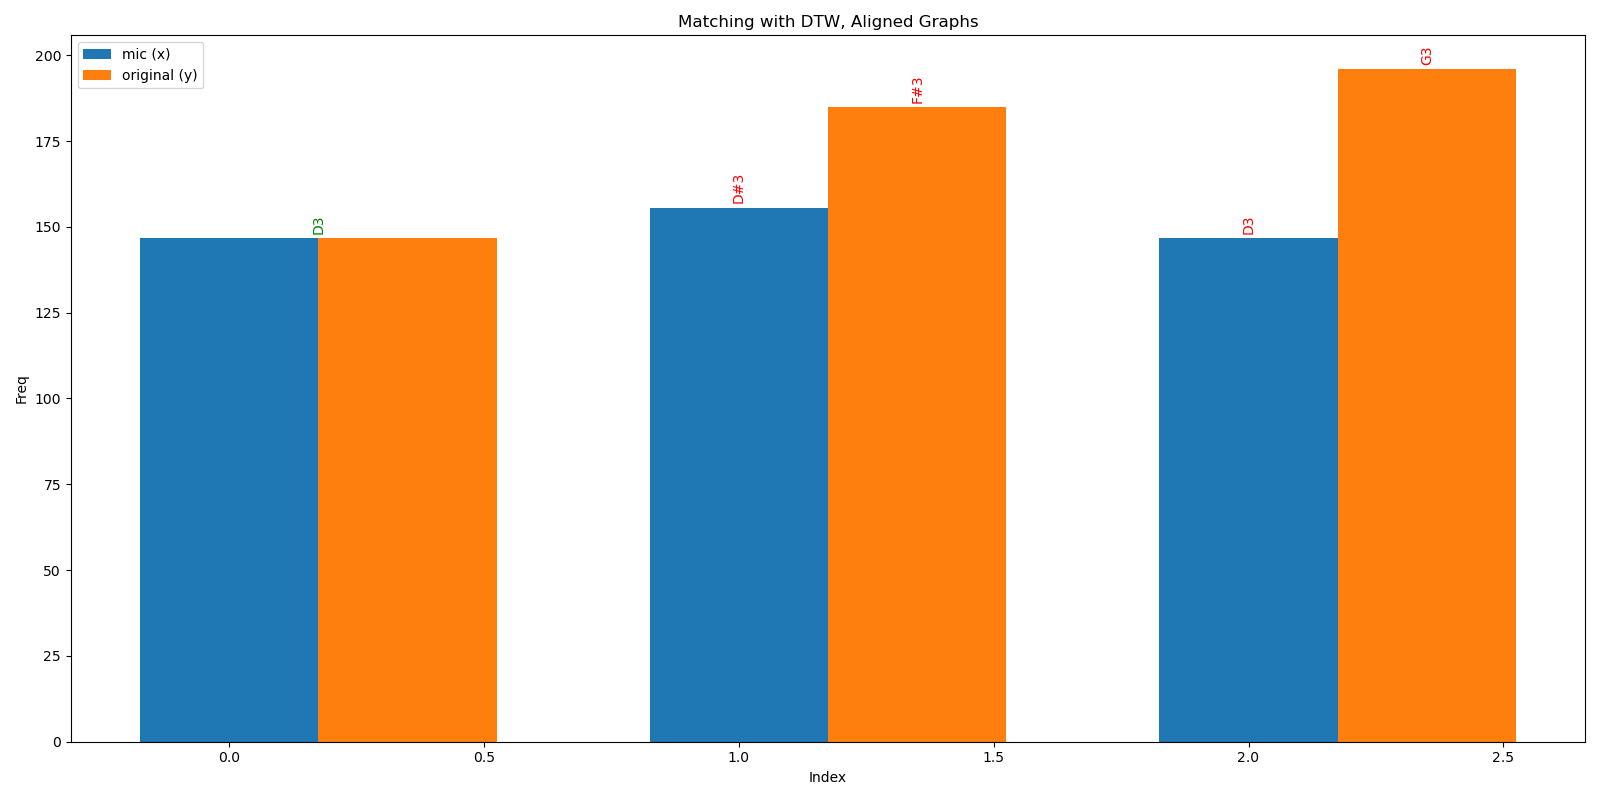 Matching with DTW, Aligned Graphs
mic (x)
original (y)
200
175
150
125
100
75
50
25
0
Freq
D3
D#3
F#3
D3
G3
0.0 0.5 1.0 1.5 2.0 2.5
Index